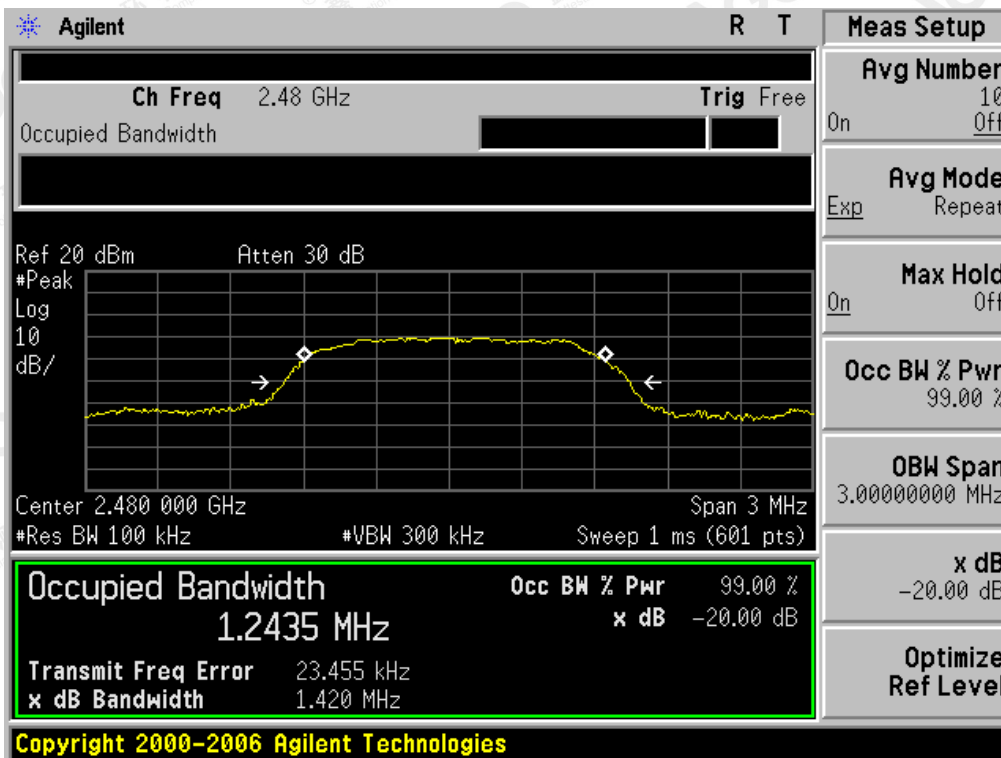 Agilent R T
Ch Freq 2.48 GHz Trig Free
Occupied Bandwidth
Ref 20 dBm Atten 30 dB
#Peak
Log
10
dB/
Center 2.480 000 GHz Span 3 MHz
#Res BW 100 kHz #VBW 300 kHz Sweep 1 ms (601 pts)
Occupied Bandwidth Occ BW % Pwr 99.00 %
1.2435 MHz x dB -20.00 dB
Transmit Freq Error 23.455 kHz
x dB Bandwidth 1.420 MHz
Copyright 2000-2006 Agilent Technologies
Meas Setup
Avg Number
10
On Off
Avg Mode
Exp Repeat
Max Hold
On Off
Occ BW % Pwr
99.00 %
OBW Span
3.00000000 MHz
x dB
-20.00 dB
Optimize
Ref Level